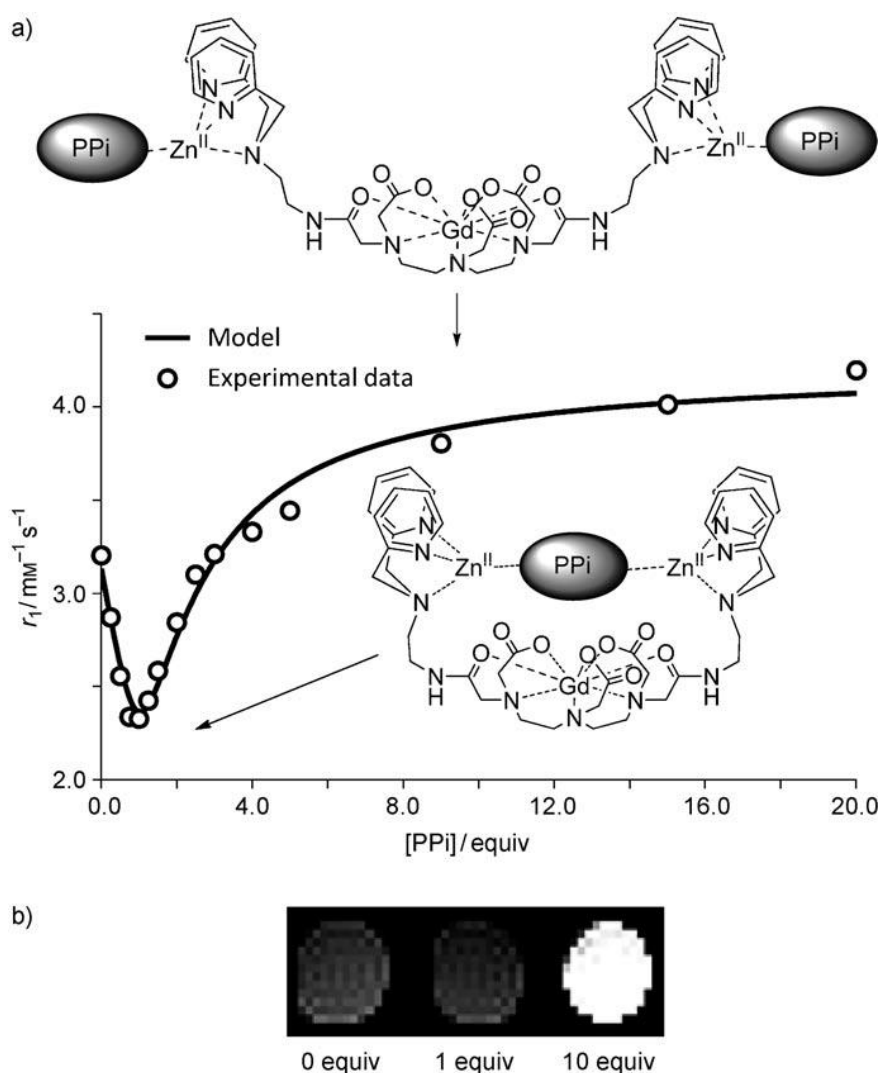 a)
PPi Zn^II N N N N N N Zn^II PPi
O O O O O O O
N H Gd N H
N N N
Model
Experimental data
r₁ / mM⁻¹ s⁻¹
4.0
3.0
2.0
N N PPi N N
Zn^II Zn^II
N N
O O O O O O O
N H Gd N H
N N N
0.0 4.0 8.0 12.0 16.0 20.0
[PPi] / equiv
b)
0 equiv 1 equiv 10 equiv